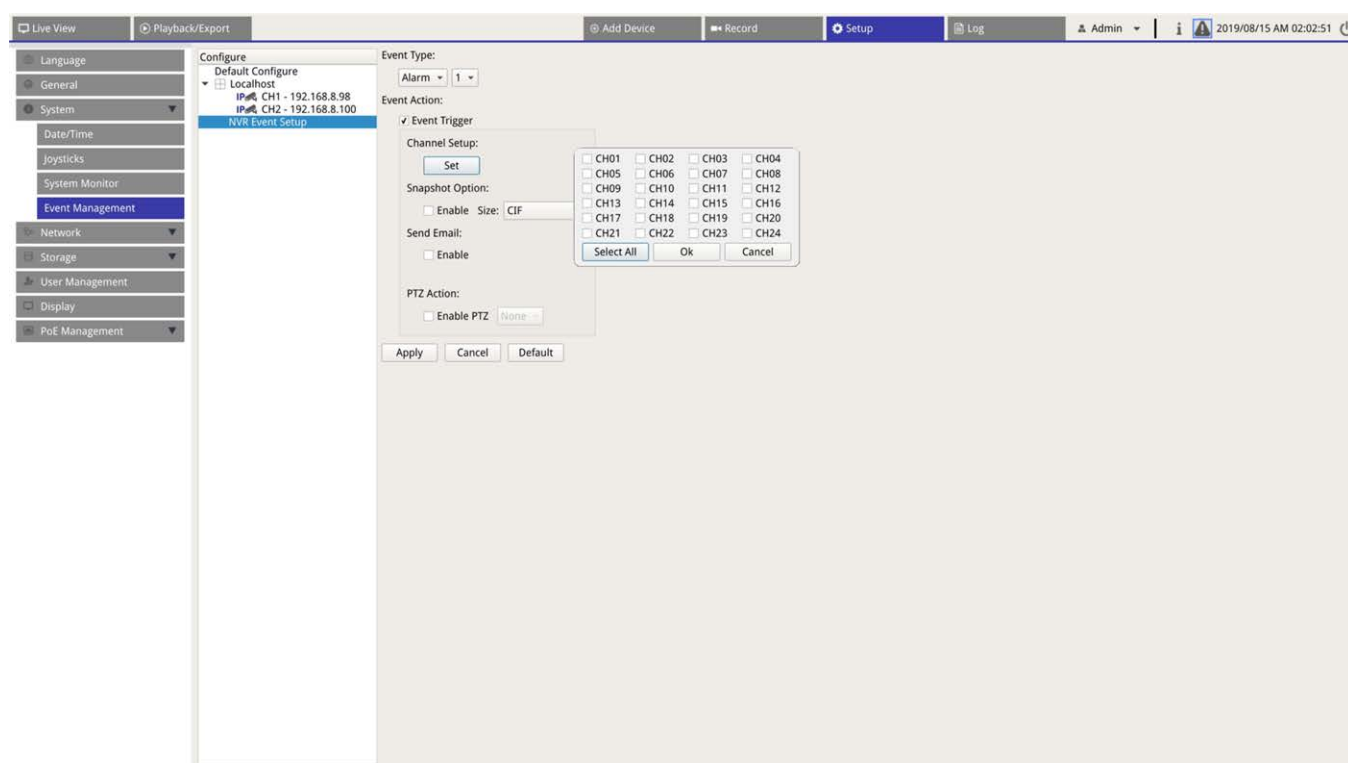 Live View
Playback/Export
Add Device
Record
Setup
Log
Admin
i
2019/08/15 AM 02:02:51
Language
General
System
Date/Time
Joysticks
System Monitor
Event Management
Network
Storage
User Management
Display
PoE Management
Configure
Default Configure
Localhost
IP CH1 - 192.168.8.98
IP CH2 - 192.168.8.100
NVR Event Setup
Event Type:
Alarm 1
Event Action:
Event Trigger
Channel Setup:
Set
Snapshot Option:
Enable Size: CIF
Send Email:
Enable
PTZ Action:
Enable PTZ None
Apply Cancel Default
CH01 CH02 CH03 CH04
CH05 CH06 CH07 CH08
CH09 CH10 CH11 CH12
CH13 CH14 CH15 CH16
CH17 CH18 CH19 CH20
CH21 CH22 CH23 CH24
Select All Ok Cancel